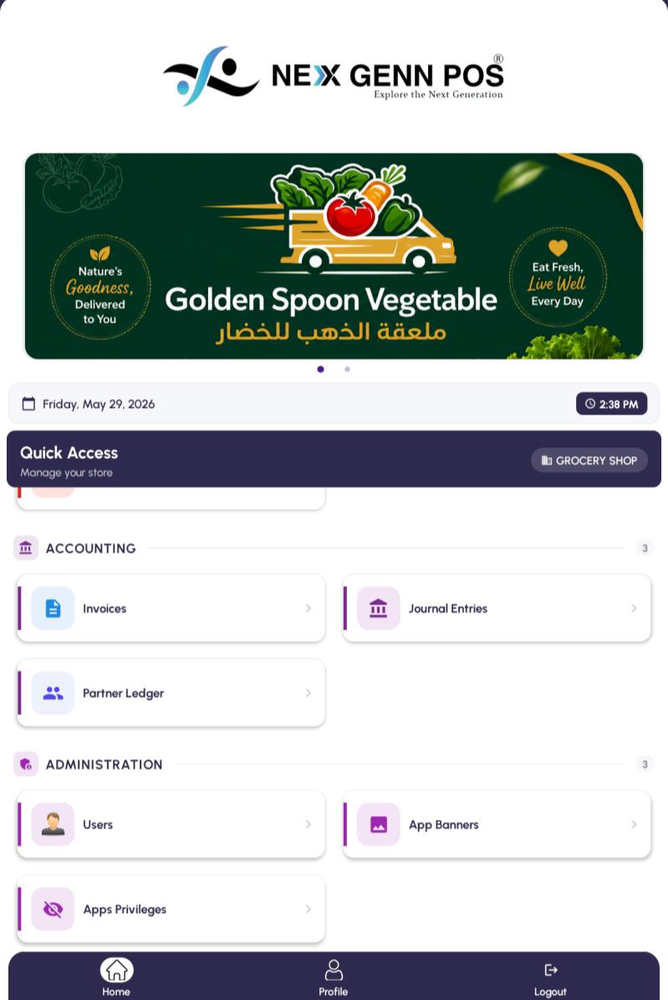 NEXX GENN POS®
Explore the Next Generation
Nature's
Goodness,
Delivered
to You
Golden Spoon Vegetable
ملعقة الذهب للخضار
Eat Fresh,
Live Well
Every Day
Friday, May 29, 2026
2:38 PM
Quick Access
Manage your store
GROCERY SHOP
ACCOUNTING
3
Invoices
Journal Entries
Partner Ledger
ADMINISTRATION
3
Users
App Banners
Apps Privileges
Home
Profile
Logout